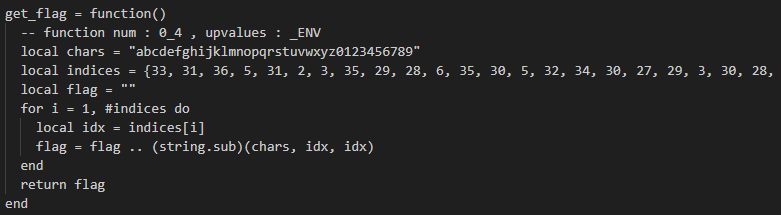 get_flag = function()
  -- function num : 0_4 , upvalues : _ENV
  local chars = "abcdefghijklmnopqrstuvwxyz0123456789"
  local indices = {33, 31, 36, 5, 31, 2, 3, 35, 29, 28, 6, 35, 30, 5, 32, 34, 30, 27, 29, 3, 30, 28,
  local flag = ""
  for i = 1, #indices do
    local idx = indices[i]
    flag = flag .. (string.sub)(chars, idx, idx)
  end
  return flag
end